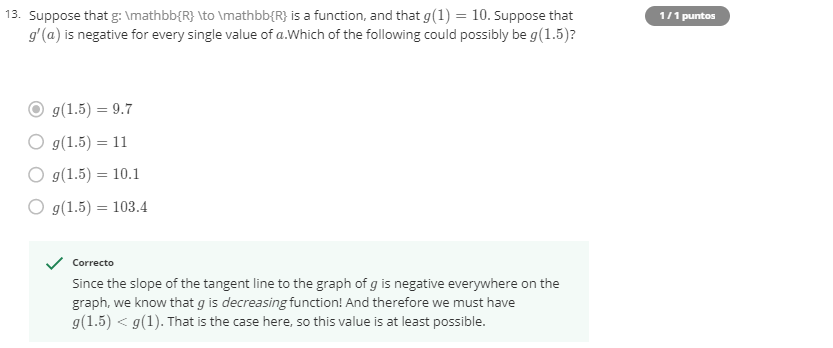 13. Suppose that g: \mathbb{R} \to \mathbb{R} is a function, and that g(1) = 10. Suppose that
1 / 1 puntos
g′(a) is negative for every single value of a.Which of the following could possibly be g(1.5)?
g(1.5) = 9.7
g(1.5) = 11
g(1.5) = 10.1
g(1.5) = 103.4
Correcto
Since the slope of the tangent line to the graph of g is negative everywhere on the
graph, we know that g is decreasing function! And therefore we must have
g(1.5) < g(1). That is the case here, so this value is at least possible.